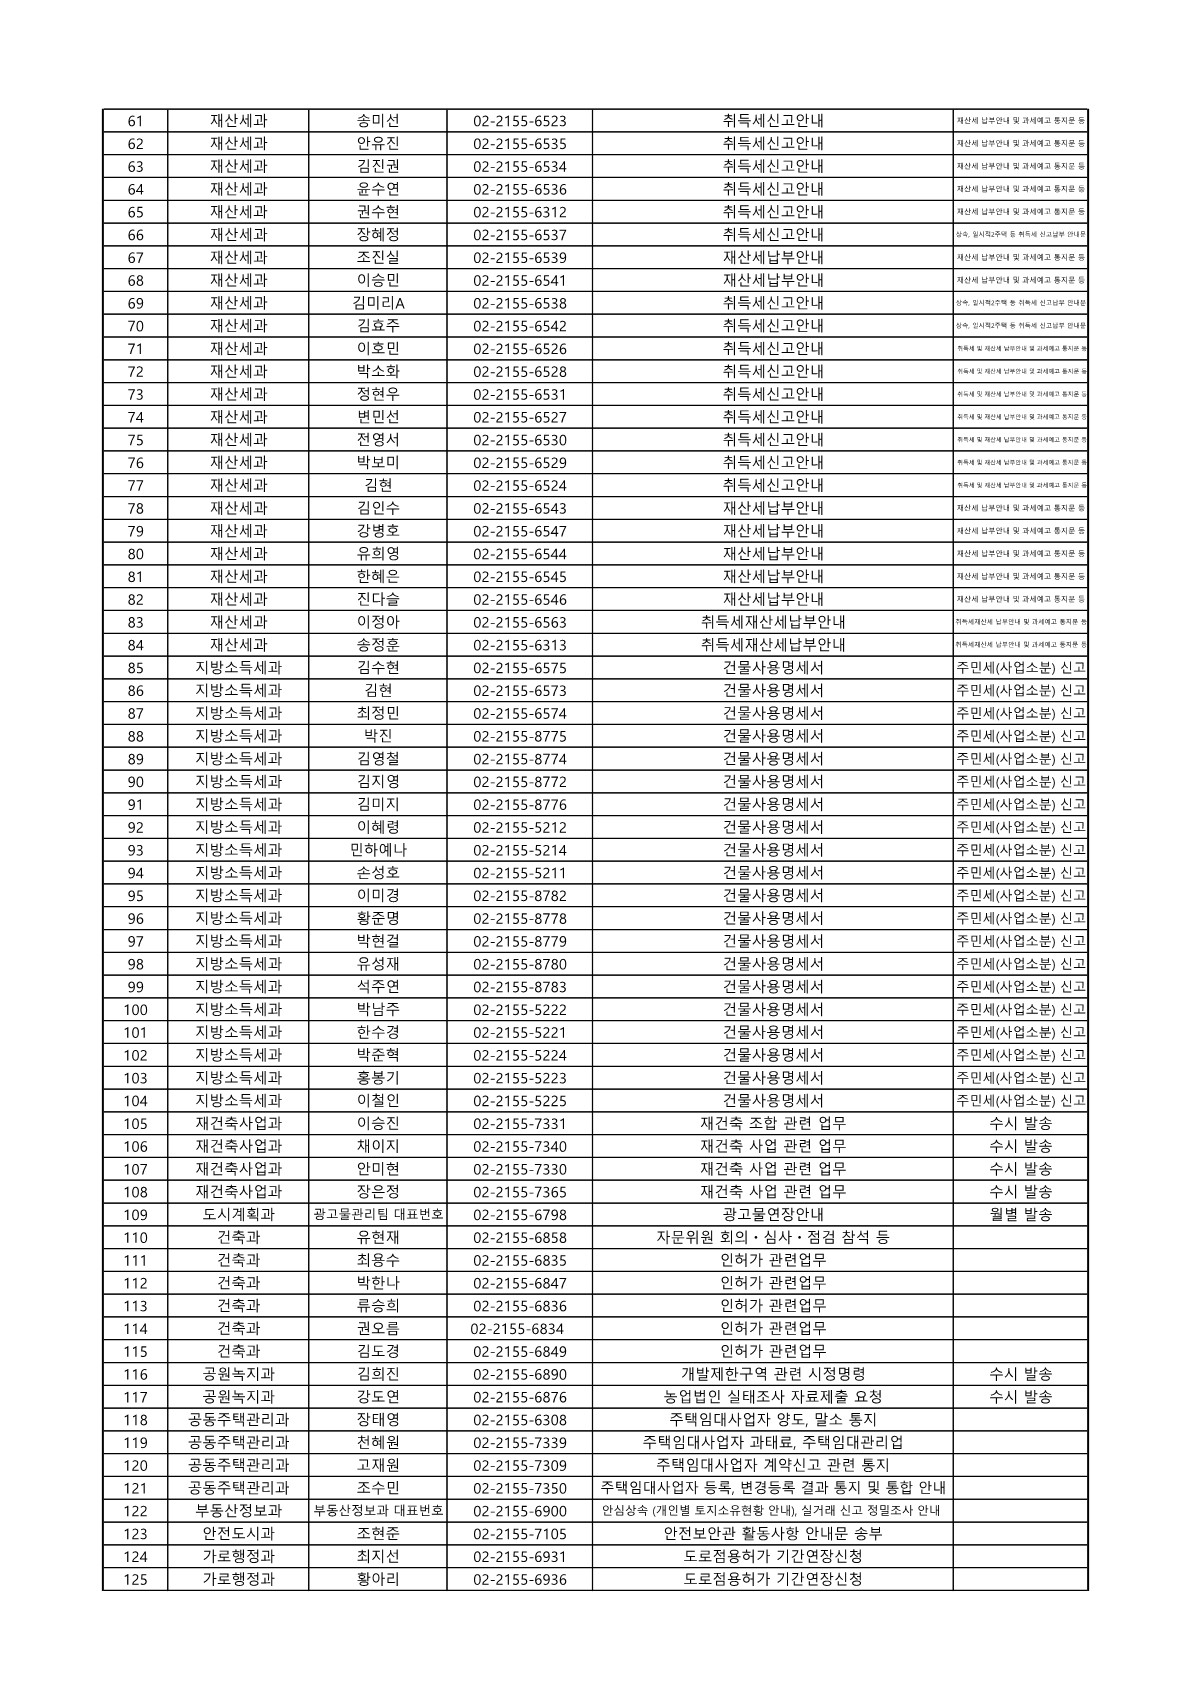 61 재산세과 송미선 02-2155-6523 취득세신고안내 재산세 납부안내 및 과세예고 통지문 등
62 재산세과 안유진 02-2155-6535 취득세신고안내 재산세 납부안내 및 과세예고 통지문 등
63 재산세과 김진권 02-2155-6534 취득세신고안내 재산세 납부안내 및 과세예고 통지문 등
64 재산세과 윤수연 02-2155-6536 취득세신고안내 재산세 납부안내 및 과세예고 통지문 등
65 재산세과 권수현 02-2155-6312 취득세신고안내 재산세 납부안내 및 과세예고 통지문 등
66 재산세과 장혜정 02-2155-6537 취득세신고안내 상속, 일시적2주택 등 취득세 신고납부 안내문
67 재산세과 조진실 02-2155-6539 재산세납부안내 재산세 납부안내 및 과세예고 통지문 등
68 재산세과 이승민 02-2155-6541 재산세납부안내 재산세 납부안내 및 과세예고 통지문 등
69 재산세과 김미리A 02-2155-6538 취득세신고안내 상속, 일시적2주택 등 취득세 신고납부 안내문
70 재산세과 김효주 02-2155-6542 취득세신고안내 상속, 일시적2주택 등 취득세 신고납부 안내문
71 재산세과 이호민 02-2155-6526 취득세신고안내 취득세 및 재산세 납부안내 및 과세예고 통지문 등
72 재산세과 박소화 02-2155-6528 취득세신고안내 취득세 및 재산세 납부안내 및 과세예고 통지문 등
73 재산세과 정현우 02-2155-6531 취득세신고안내 취득세 및 재산세 납부안내 및 과세예고 통지문 등
74 재산세과 변민선 02-2155-6527 취득세신고안내 취득세 및 재산세 납부안내 및 과세예고 통지문 등
75 재산세과 전영서 02-2155-6530 취득세신고안내 취득세 및 재산세 납부안내 및 과세예고 통지문 등
76 재산세과 박보미 02-2155-6529 취득세신고안내 취득세 및 재산세 납부안내 및 과세예고 통지문 등
77 재산세과 김현 02-2155-6524 취득세신고안내 취득세 및 재산세 납부안내 및 과세예고 통지문 등
78 재산세과 김인수 02-2155-6543 재산세납부안내 재산세 납부안내 및 과세예고 통지문 등
79 재산세과 강병호 02-2155-6547 재산세납부안내 재산세 납부안내 및 과세예고 통지문 등
80 재산세과 유희영 02-2155-6544 재산세납부안내 재산세 납부안내 및 과세예고 통지문 등
81 재산세과 한혜은 02-2155-6545 재산세납부안내 재산세 납부안내 및 과세예고 통지문 등
82 재산세과 진다슬 02-2155-6546 재산세납부안내 재산세 납부안내 및 과세예고 통지문 등
83 재산세과 이정아 02-2155-6563 취득세재산세납부안내 취득세재산세 납부안내 및 과세예고 통지문 등
84 재산세과 송정훈 02-2155-6313 취득세재산세납부안내 취득세재산세 납부안내 및 과세예고 통지문 등
85 지방소득세과 김수현 02-2155-6575 건물사용명세서 주민세(사업소분) 신고
86 지방소득세과 김현 02-2155-6573 건물사용명세서 주민세(사업소분) 신고
87 지방소득세과 최정민 02-2155-6574 건물사용명세서 주민세(사업소분) 신고
88 지방소득세과 박진 02-2155-8775 건물사용명세서 주민세(사업소분) 신고
89 지방소득세과 김영철 02-2155-8774 건물사용명세서 주민세(사업소분) 신고
90 지방소득세과 김지영 02-2155-8772 건물사용명세서 주민세(사업소분) 신고
91 지방소득세과 김미지 02-2155-8776 건물사용명세서 주민세(사업소분) 신고
92 지방소득세과 이혜령 02-2155-5212 건물사용명세서 주민세(사업소분) 신고
93 지방소득세과 민하예나 02-2155-5214 건물사용명세서 주민세(사업소분) 신고
94 지방소득세과 손성호 02-2155-5211 건물사용명세서 주민세(사업소분) 신고
95 지방소득세과 이미경 02-2155-8782 건물사용명세서 주민세(사업소분) 신고
96 지방소득세과 황준명 02-2155-8778 건물사용명세서 주민세(사업소분) 신고
97 지방소득세과 박현걸 02-2155-8779 건물사용명세서 주민세(사업소분) 신고
98 지방소득세과 유성재 02-2155-8780 건물사용명세서 주민세(사업소분) 신고
99 지방소득세과 석주연 02-2155-8783 건물사용명세서 주민세(사업소분) 신고
100 지방소득세과 박남주 02-2155-5222 건물사용명세서 주민세(사업소분) 신고
101 지방소득세과 한수경 02-2155-5221 건물사용명세서 주민세(사업소분) 신고
102 지방소득세과 박준혁 02-2155-5224 건물사용명세서 주민세(사업소분) 신고
103 지방소득세과 홍봉기 02-2155-5223 건물사용명세서 주민세(사업소분) 신고
104 지방소득세과 이철인 02-2155-5225 건물사용명세서 주민세(사업소분) 신고
105 재건축사업과 이승진 02-2155-7331 재건축 조합 관련 업무 수시 발송
106 재건축사업과 채이지 02-2155-7340 재건축 사업 관련 업무 수시 발송
107 재건축사업과 안미현 02-2155-7330 재건축 사업 관련 업무 수시 발송
108 재건축사업과 장은정 02-2155-7365 재건축 사업 관련 업무 수시 발송
109 도시계획과 광고물관리팀 대표번호 02-2155-6798 광고물연장안내 월별 발송
110 건축과 유현재 02-2155-6858 자문위원 회의・심사・점검 참석 등
111 건축과 최용수 02-2155-6835 인허가 관련업무
112 건축과 박한나 02-2155-6847 인허가 관련업무
113 건축과 류승희 02-2155-6836 인허가 관련업무
114 건축과 권오름 02-2155-6834 인허가 관련업무
115 건축과 김도경 02-2155-6849 인허가 관련업무
116 공원녹지과 김희진 02-2155-6890 개발제한구역 관련 시정명령 수시 발송
117 공원녹지과 강도연 02-2155-6876 농업법인 실태조사 자료제출 요청 수시 발송
118 공동주택관리과 장태영 02-2155-6308 주택임대사업자 양도, 말소 통지
119 공동주택관리과 천혜원 02-2155-7339 주택임대사업자 과태료, 주택임대관리업
120 공동주택관리과 고재원 02-2155-7309 주택임대사업자 계약신고 관련 통지
121 공동주택관리과 조수민 02-2155-7350 주택임대사업자 등록, 변경등록 결과 통지 및 통합 안내
122 부동산정보과 부동산정보과 대표번호 02-2155-6900 안심상속 (개인별 토지소유현황 안내), 실거래 신고 정밀조사 안내
123 안전도시과 조현준 02-2155-7105 안전보안관 활동사항 안내문 송부
124 가로행정과 최지선 02-2155-6931 도로점용허가 기간연장신청
125 가로행정과 황아리 02-2155-6936 도로점용허가 기간연장신청